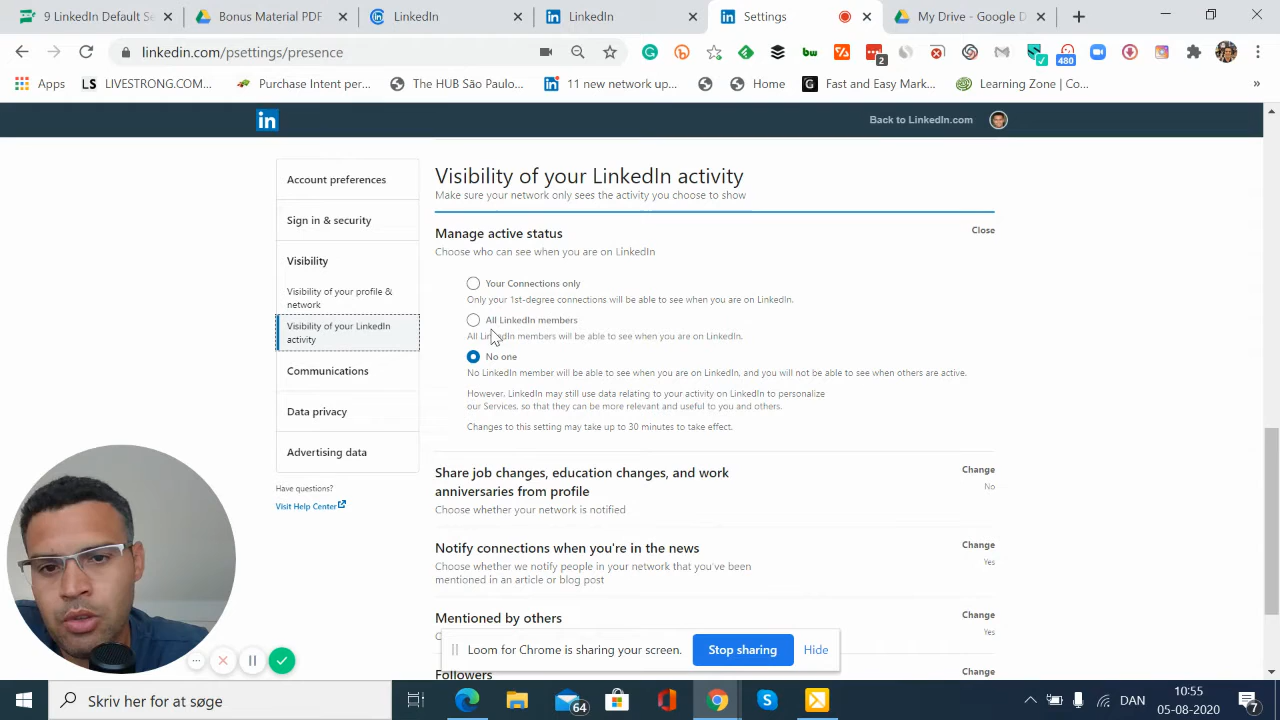 9 LinkedIn Default Se
Bonus Material PDF
LinkedIn
LinkedIn
Settings
My Drive - Google D
linkedin.com/psettings/presence
2
480
Apps
LS LIVESTRONG.COM...
Purchase Intent per...
The HUB São Paulo...
11 new network up...
Home
G Fast and Easy Mark...
Learning Zone | Co...
»
in
Back to LinkedIn.com
Account preferences
Sign in & security
Visibility
Visibility of your profile &
network
Visibility of your LinkedIn
activity
Communications
Data privacy
Advertising data
Have questions?
Visit Help Center
Visibility of your LinkedIn activity
Make sure your network only sees the activity you choose to show
Manage active status
Close
Choose who can see when you are on LinkedIn
Your Connections only
Only your 1st-degree connections will be able to see when you are on LinkedIn.
All LinkedIn members
All LinkedIn members will be able to see when you are on LinkedIn.
No one
No LinkedIn member will be able to see when you are on LinkedIn, and you will not be able to see when others are active.
However, LinkedIn may still use data relating to your activity on LinkedIn to personalize
our Services, so that they can be more relevant and useful to you and others.
Changes to this setting may take up to 30 minutes to take effect.
Share job changes, education changes, and work
anniversaries from profile
Change
No
Choose whether your network is notified
Notify connections when you're in the news
Change
Yes
Choose whether we notify people in your network that you've been
mentioned in an article or blog post
Mentioned by others
Change
Yes
Loom for Chrome is sharing your screen.
Stop sharing
Hide
Followers
Change
Skriv her for at søge
64
DAN
10:55
05-08-2020
7